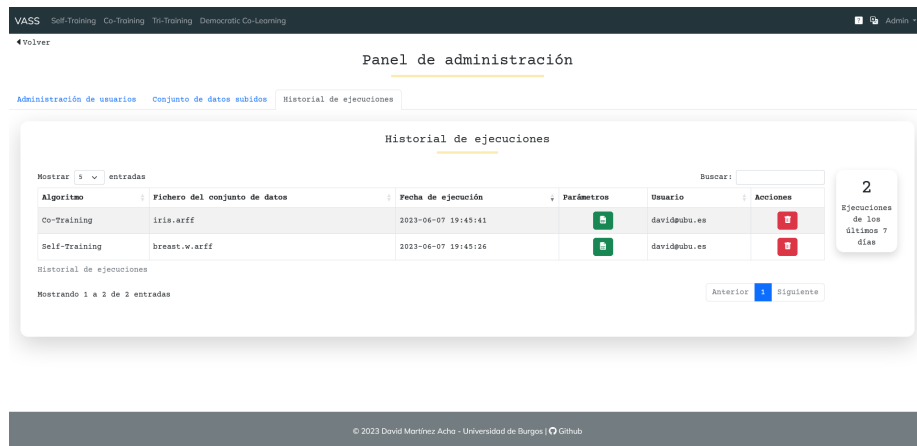 VASS Self-Training Co-Training Tri-Training Democratic Co-Learning Admin
Volver
Panel de administración
Administración de usuarios Conjunto de datos subidos Historial de ejecuciones
Historial de ejecuciones
Mostrar 5 entradas Buscar:
Algoritmo Fichero del conjunto de datos Fecha de ejecución Parámetros Usuario Acciones
Co-Training iris.arff 2023-06-07 19:45:41 david@ubu.es
Self-Training breast.w.arff 2023-06-07 19:45:26 david@ubu.es
Historial de ejecuciones
Mostrando 1 a 2 de 2 entradas Anterior 1 Siguiente
2
Ejecuciones
de los
últimos 7
días
© 2023 David Martínez Acha - Universidad de Burgos | Github